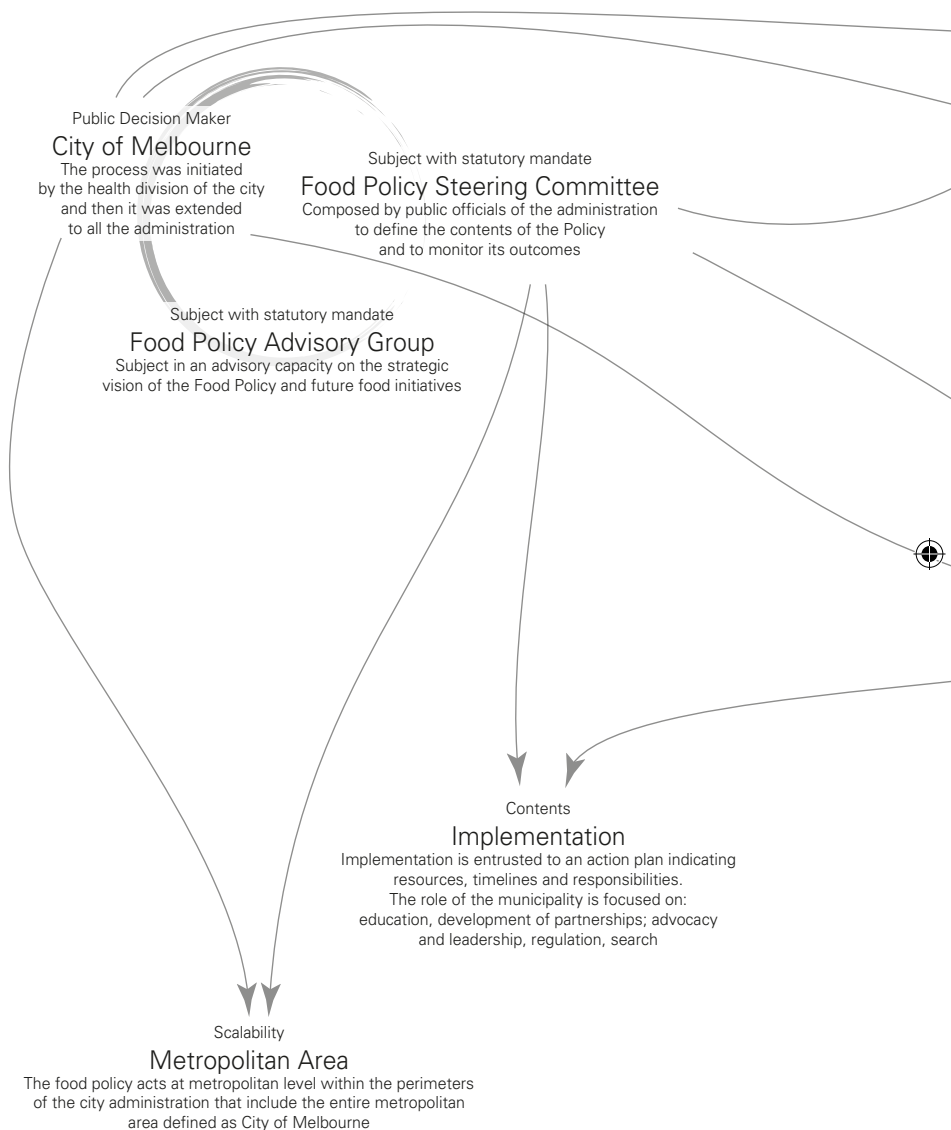 Public Decision Maker
City of Melbourne
The process was initiated
by the health division of the city
and then it was extended
to all the administration
Subject with statutory mandate
Food Policy Steering Committee
Composed by public officials of the administration
to define the contents of the Policy
and to monitor its outcomes
Subject with statutory mandate
Food Policy Advisory Group
Subject in an advisory capacity on the strategic
vision of the Food Policy and future food initiatives
Contents
Implementation
Implementation is entrusted to an action plan indicating
resources, timelines and responsibilities.
The role of the municipality is focused on:
education, development of partnerships; advocacy
and leadership, regulation, search
Scalability
Metropolitan Area
The food policy acts at metropolitan level within the perimeters
of the city administration that include the entire metropolitan
area defined as City of Melbourne